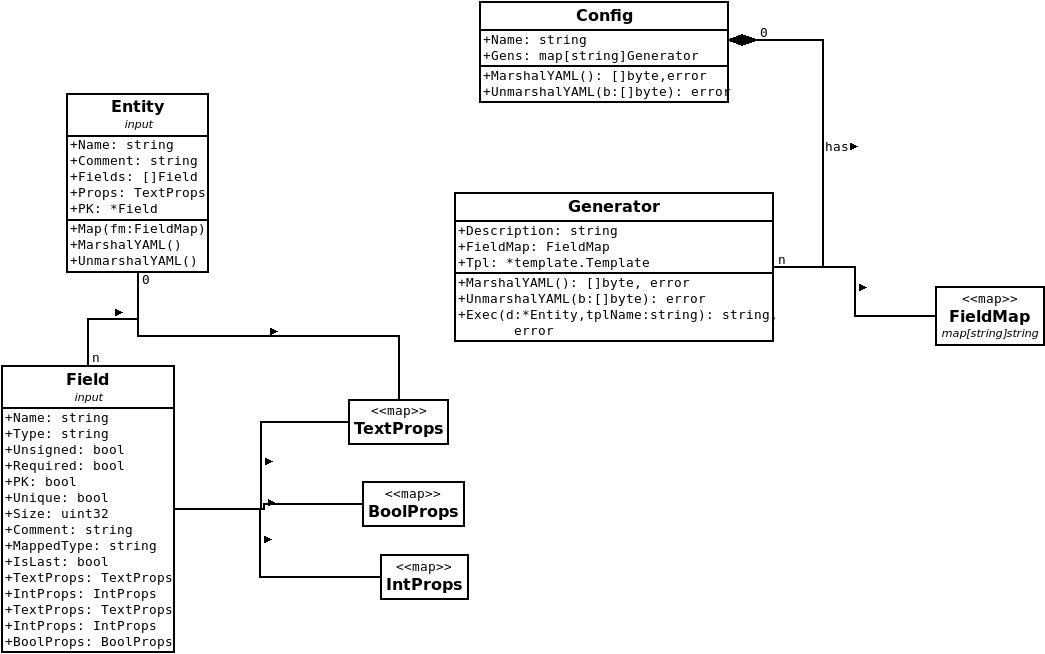 Config
+Name: string
+Gens: map[string]Generator
+MarshalYAML(): []byte,error
+UnmarshalYAML(b:[]byte): error
0
has
Entity
input
+Name: string
+Comment: string
+Fields: []Field
+Props: TextProps
+PK: *Field
+Map(fm:FieldMap)
+MarshalYAML()
+UnmarshalYAML()
0
n
Generator
+Description: string
+FieldMap: FieldMap
+Tpl: *template.Template
+MarshalYAML(): []byte, error
+UnmarshalYAML(b:[]byte): error
+Exec(d:*Entity,tplName:string): string,
error
n
<<map>>
FieldMap
map[string]string
Field
input
+Name: string
+Type: string
+Unsigned: bool
+Required: bool
+PK: bool
+Unique: bool
+Size: uint32
+Comment: string
+MappedType: string
+IsLast: bool
+TextProps: TextProps
+IntProps: IntProps
+TextProps: TextProps
+IntProps: IntProps
+BoolProps: BoolProps
<<map>>
TextProps
<<map>>
BoolProps
<<map>>
IntProps